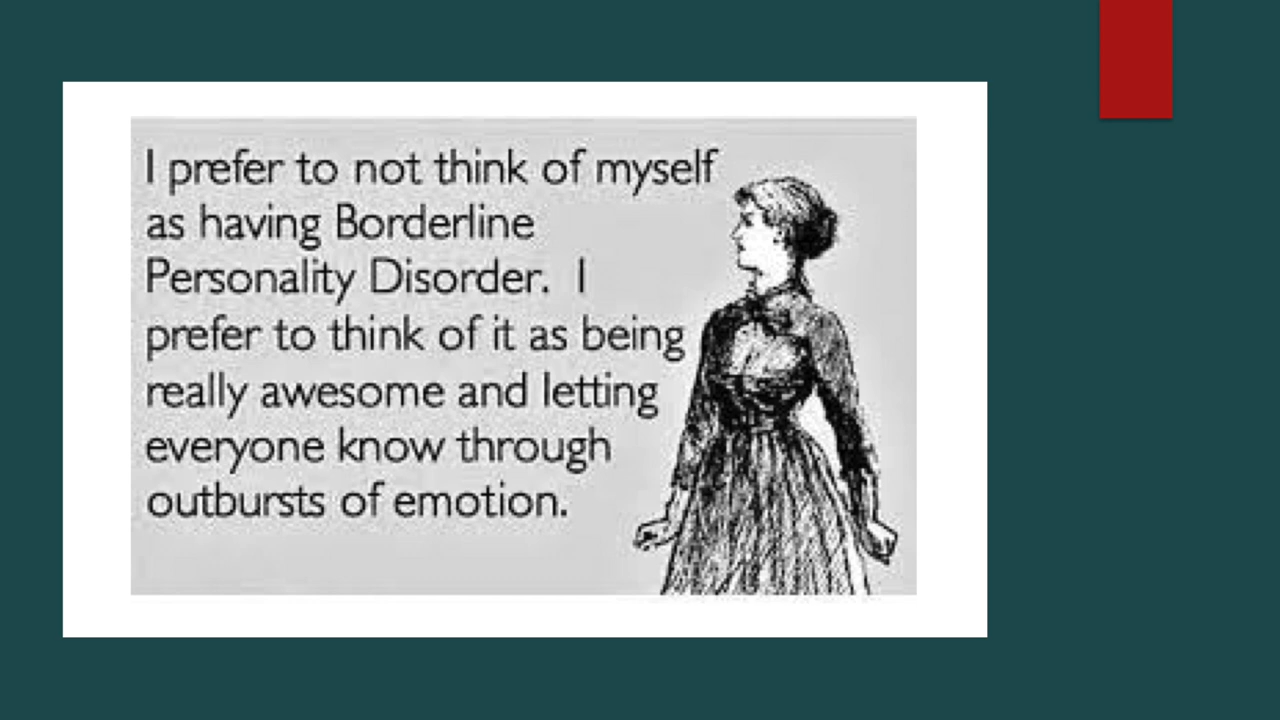 I prefer to not think of myself
as having Borderline
Personality Disorder.  I
prefer to think of it as being
really awesome and letting
everyone know through
outbursts of emotion.